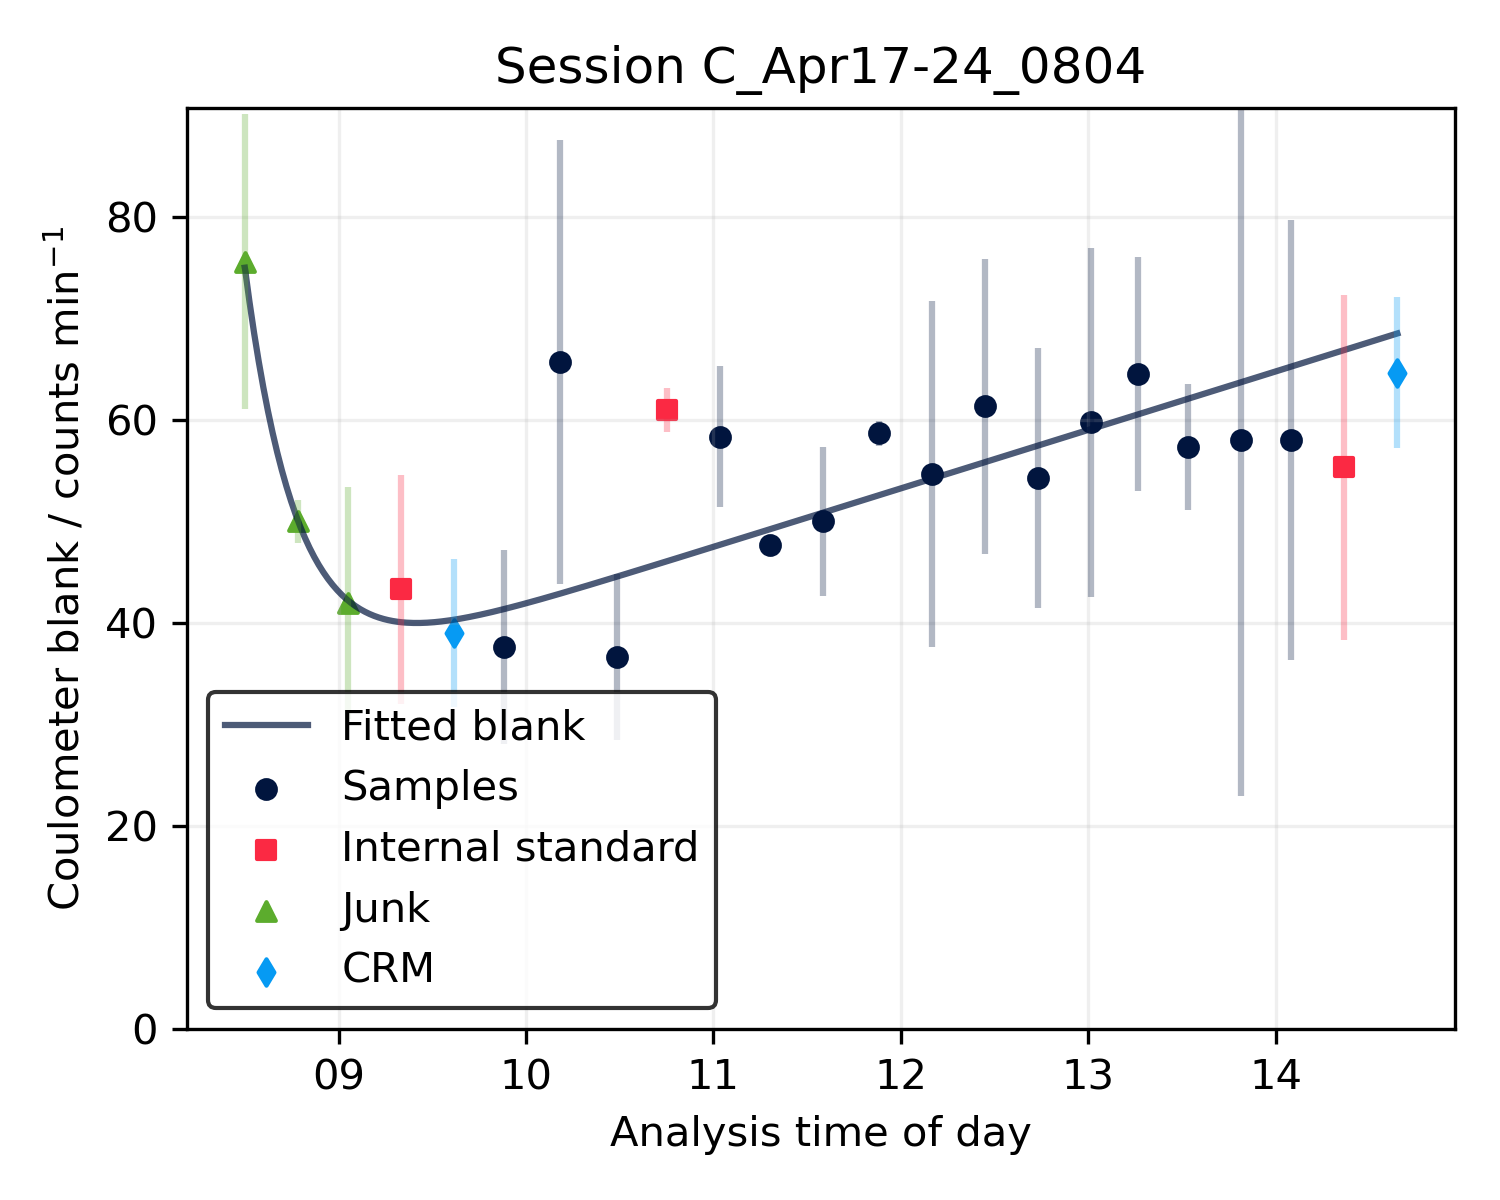 Session C_Apr17-24_0804
Coulometer blank / counts min⁻¹
80
60
40
20
0
Fitted blank
Samples
Internal standard
Junk
CRM
09 10 11 12 13 14
Analysis time of day